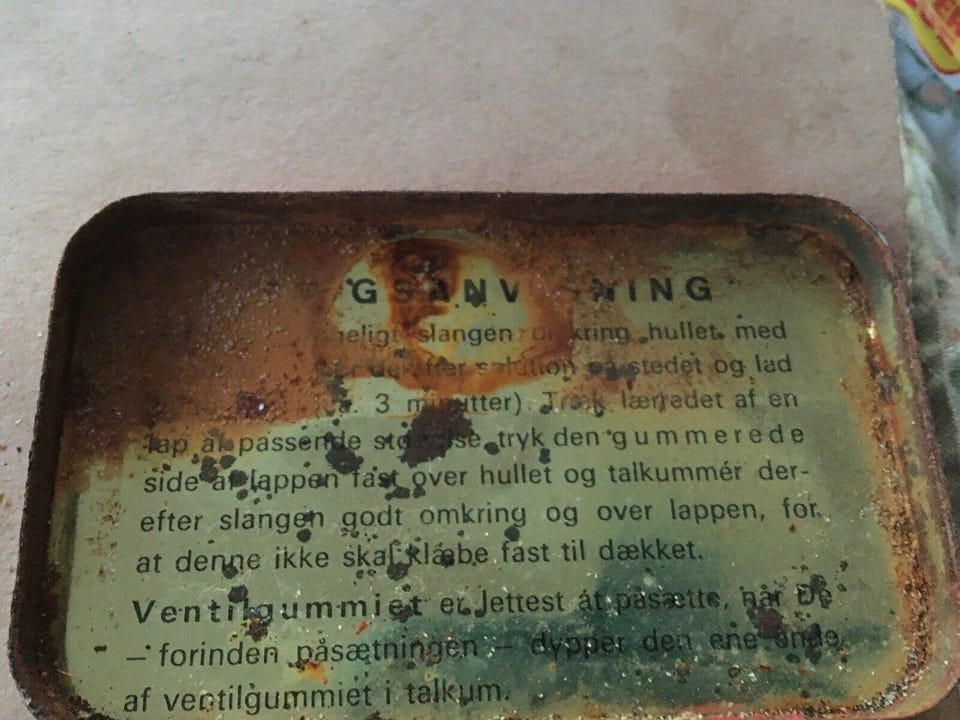 GSANV NING
geligt slangen omkring hullet med
derefter solution på stedet og lad
3 minutter). Træk lærredet af en
lap af passende størrelse, tryk den gummerede
side af lappen fast over hullet og talkummér der-
efter slangen godt omkring og over lappen, for
at denne ikke skal klæbe fast til dækket.
Ventilgummiet er lettest at påsætte, når De
– forinden påsætningen – dypper den ene ende
af ventilgummiet i talkum.